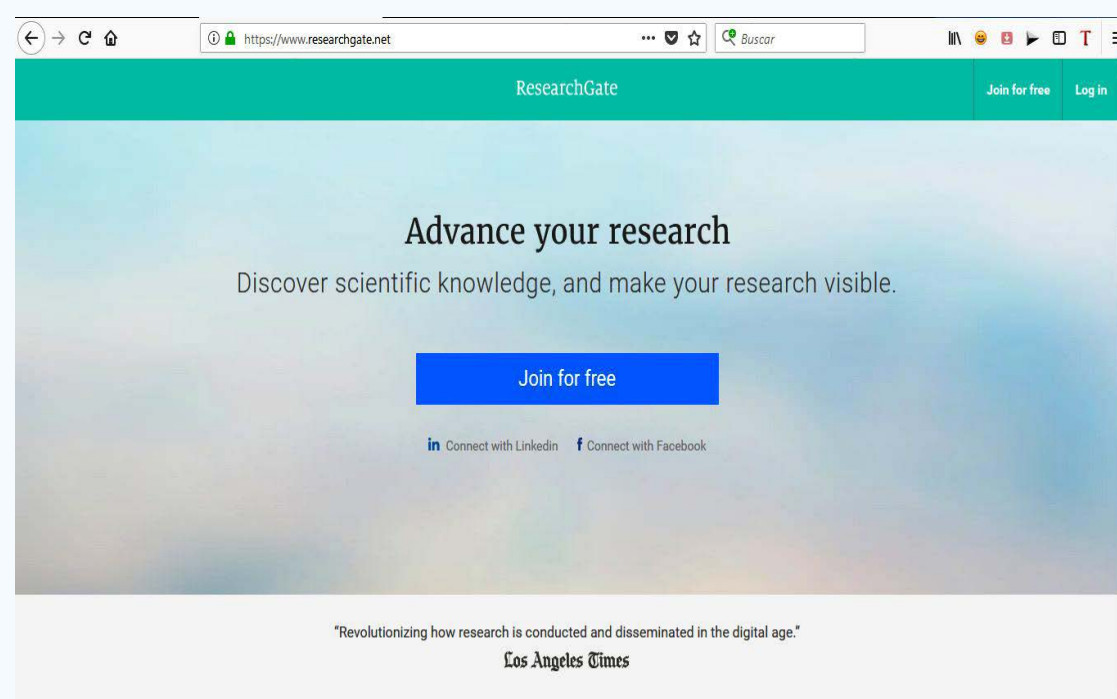 https://www.researchgate.net
Buscar
ResearchGate
Join for free
Log in
Advance your research
Discover scientific knowledge, and make your research visible.
Join for free
in Connect with Linkedin
f Connect with Facebook
"Revolutionizing how research is conducted and disseminated in the digital age."
Los Angeles Times